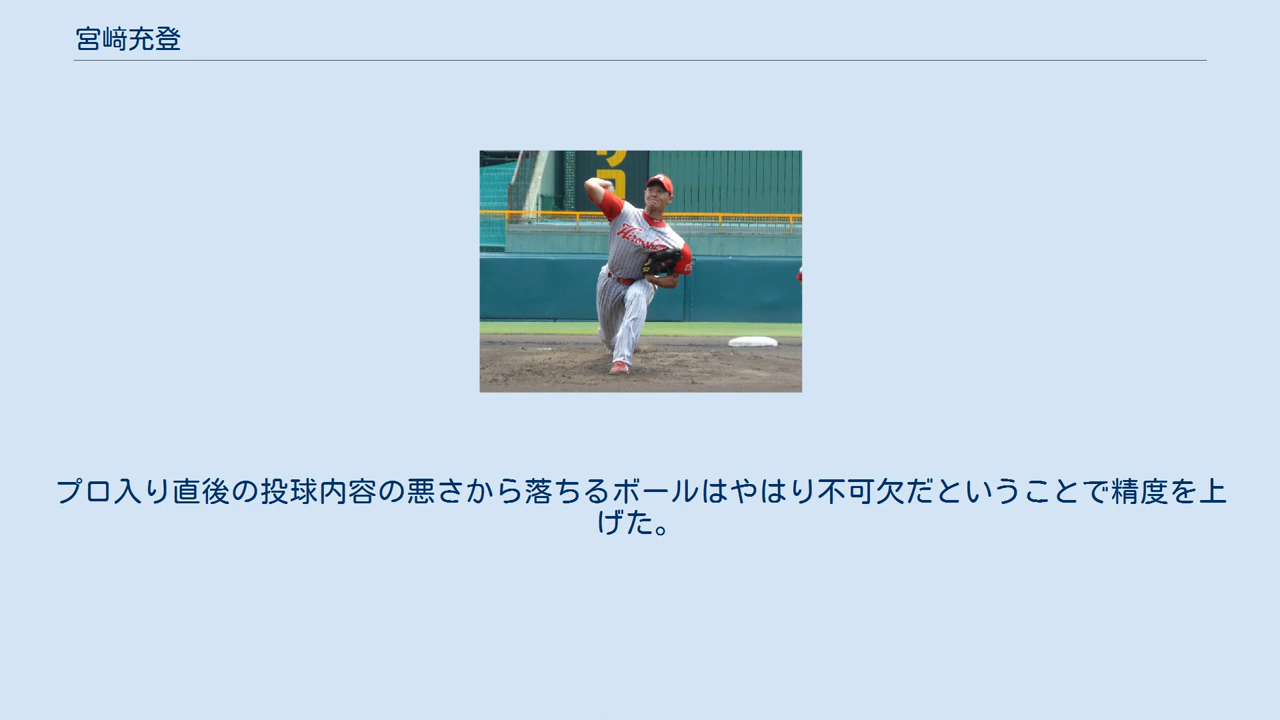 宮﨑充登
Hiroshima
プロ入り直後の投球内容の悪さから落ちるボールはやはり不可欠だということで精度を上
げた。